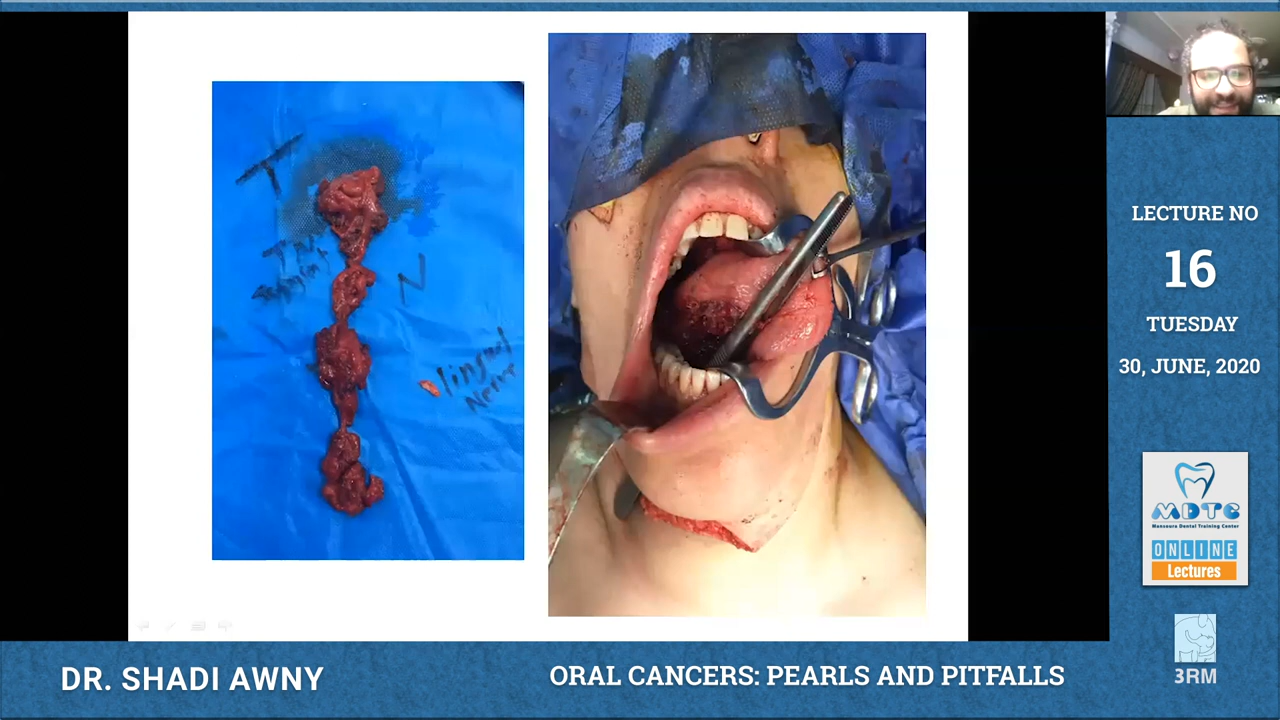 T
N
lingual
Nerve
LECTURE NO
16
TUESDAY
30, JUNE, 2020
MDTC
Mansoura Dental Training Center
ONLINE
Lectures
3RM
DR. SHADI AWNY
ORAL CANCERS: PEARLS AND PITFALLS